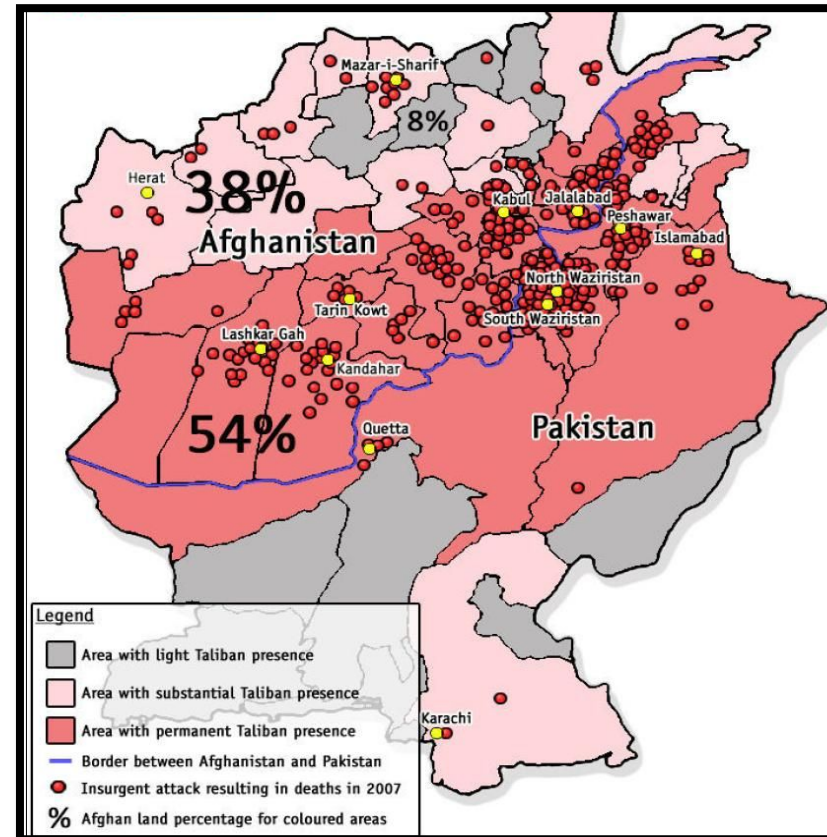 Mazar-i-Sharif
8%
Herat
38%
Kabul
Jalalabad
Peshawar
Afghanistan
Islamabad
North Waziristan
Tarin Kowt
South Waziristan
Lashkar Gah
Kandahar
54%
Quetta
Pakistan
Legend
Area with light Taliban presence
Area with substantial Taliban presence
Area with permanent Taliban presence
Border between Afghanistan and Pakistan
Insurgent attack resulting in deaths in 2007
% Afghan land percentage for coloured areas
Karachi